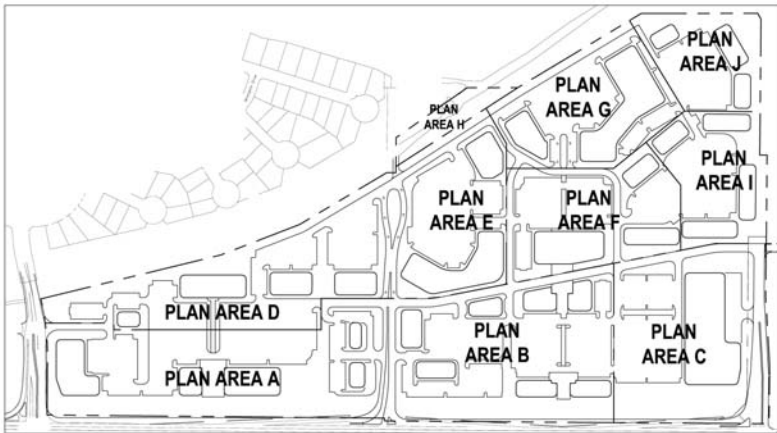 PLAN
AREA J
PLAN
AREA G
PLAN
AREA H
PLAN
AREA I
PLAN
AREA E
PLAN
AREA F
PLAN AREA D
PLAN
AREA B
PLAN
AREA C
PLAN AREA A